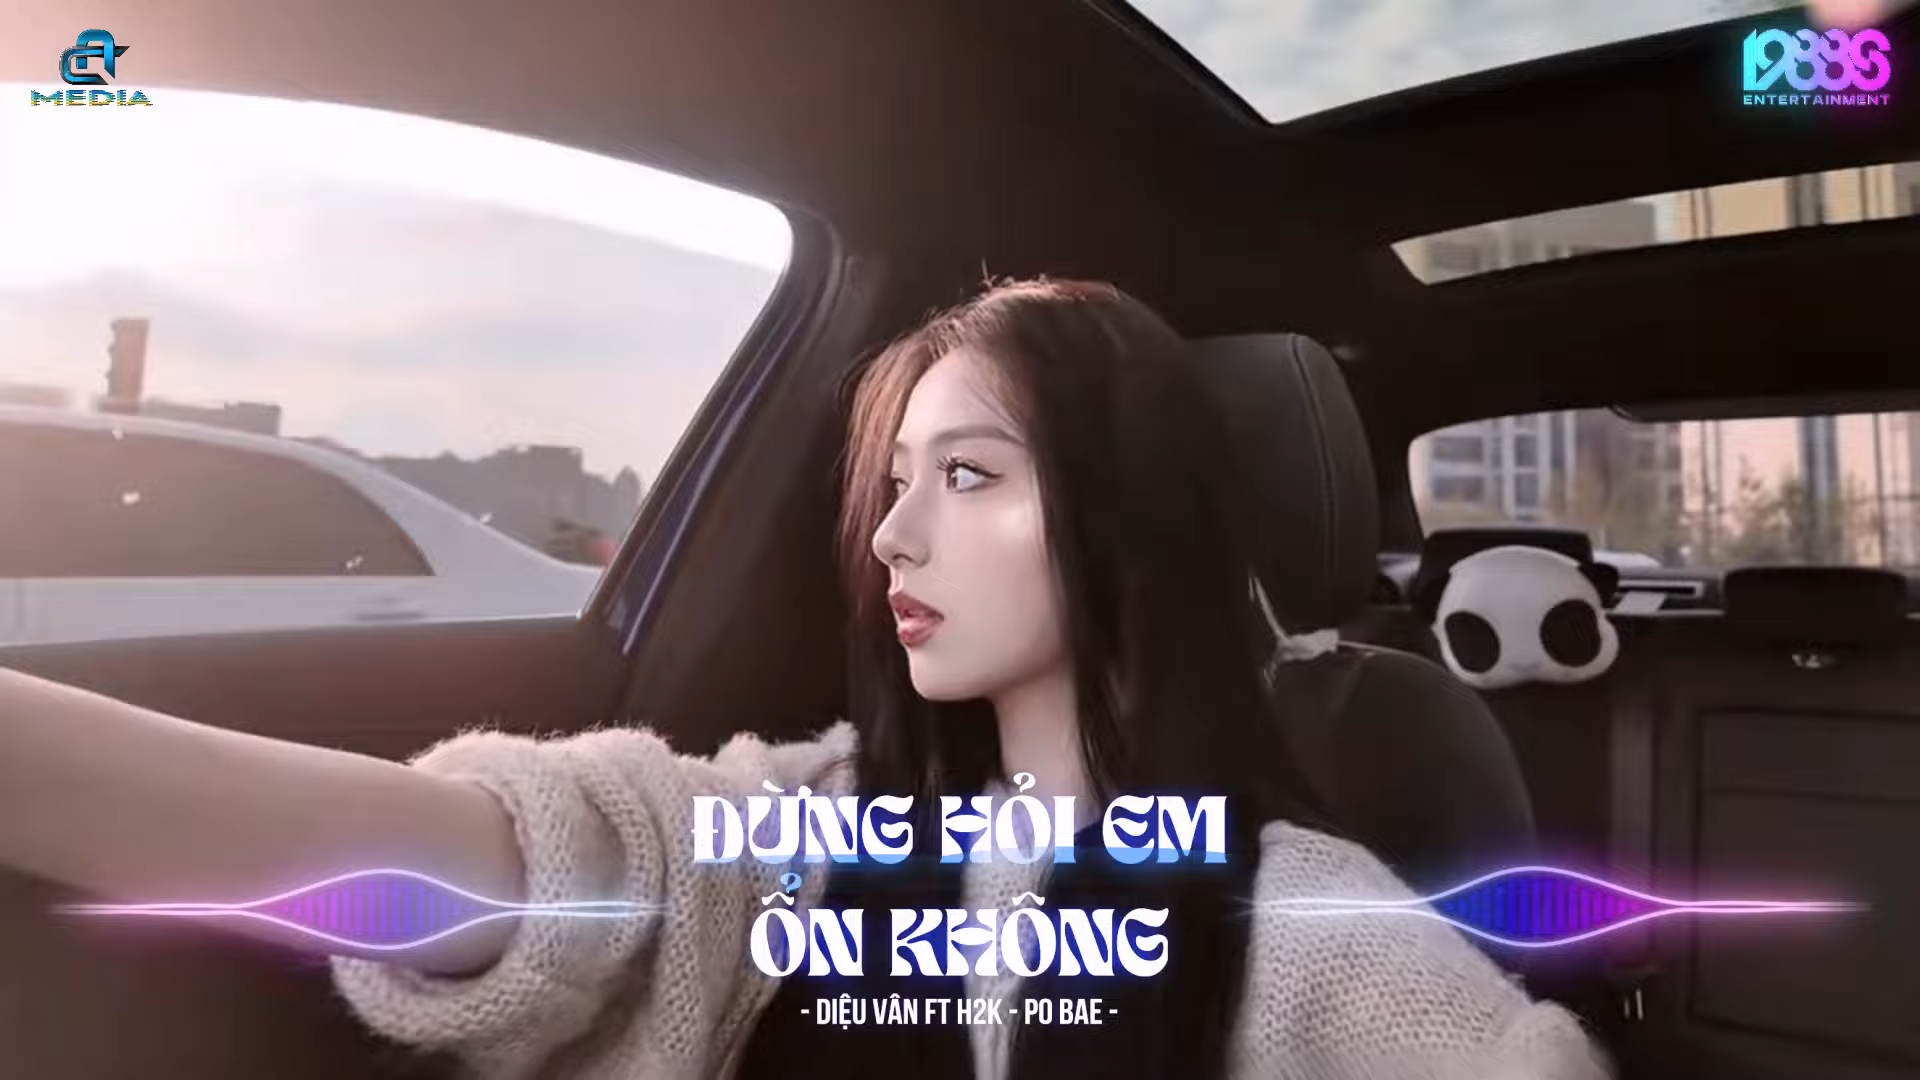 MEDIA
1988S
ENTERTAINMENT
ĐỪNG HỎI EM
ỔN KHÔNG
- DIỆU VÂN FT H2K - PO BAE -